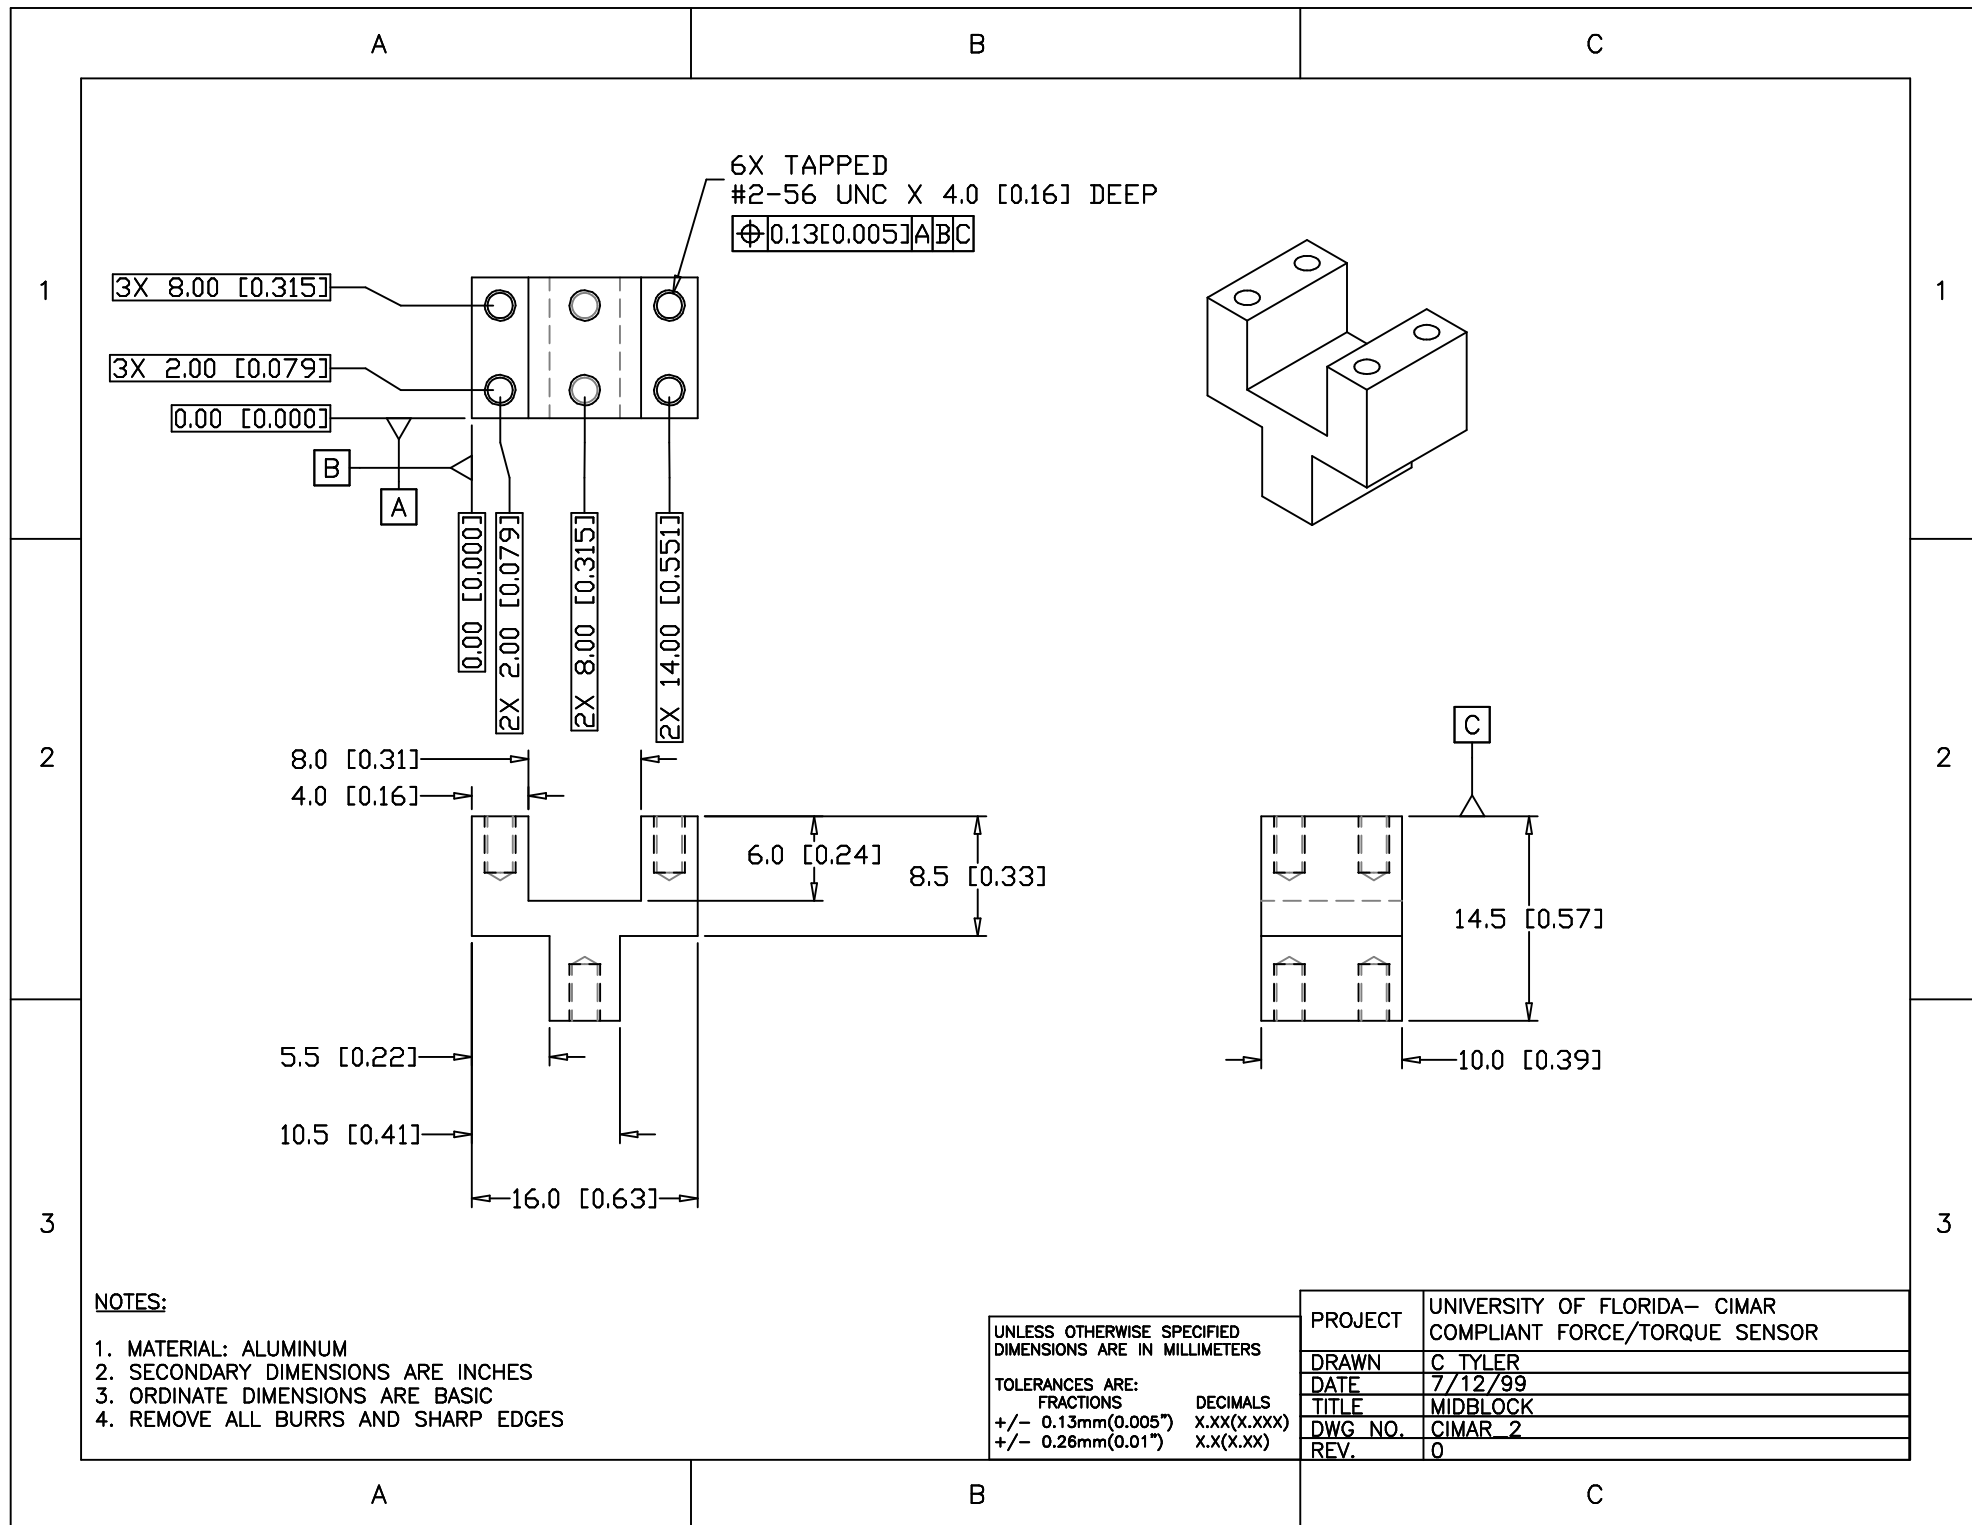 A
B
C
6X TAPPED
#2-56 UNC X 4.0 [0.16] DEEP
⌖ 0.13[0.005] A B C
1
1
3X 8.00 [0.315]
3X 2.00 [0.079]
0.00 [0.000]
B
A
0.00 [0.000]
2X 2.00 [0.079]
2X 8.00 [0.315]
2X 14.00 [0.551]
2
2
C
8.0 [0.31]
4.0 [0.16]
6.0 [0.24]
8.5 [0.33]
14.5 [0.57]
5.5 [0.22]
10.0 [0.39]
10.5 [0.41]
16.0 [0.63]
3
3
NOTES:
1. MATERIAL: ALUMINUM
2. SECONDARY DIMENSIONS ARE INCHES
3. ORDINATE DIMENSIONS ARE BASIC
4. REMOVE ALL BURRS AND SHARP EDGES
UNLESS OTHERWISE SPECIFIED
DIMENSIONS ARE IN MILLIMETERS
TOLERANCES ARE:
FRACTIONS DECIMALS
+/- 0.13mm(0.005") X.XX(X.XXX)
+/- 0.26mm(0.01") X.X(X.XX)
PROJECT UNIVERSITY OF FLORIDA- CIMAR
COMPLIANT FORCE/TORQUE SENSOR
DRAWN C TYLER
DATE 7/12/99
TITLE MIDBLOCK
DWG NO. CIMAR_2
REV. 0
A
B
C